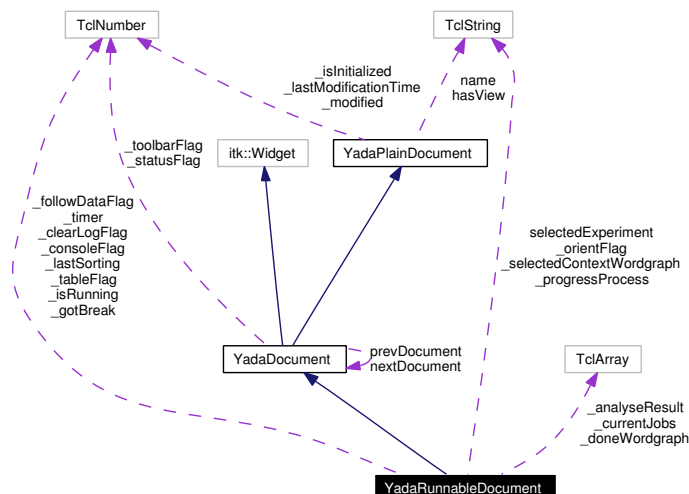 TclNumber
TclString
_isInitialized
_lastModificationTime
_modified
name
hasView
_toolbarFlag
_statusFlag
itk::Widget
YadaPlainDocument
_followDataFlag
_timer
_clearLogFlag
_consoleFlag
_lastSorting
_tableFlag
_isRunning
_gotBreak
selectedExperiment
_orientFlag
_selectedContextWordgraph
_progressProcess
YadaDocument
prevDocument
nextDocument
TclArray
_analyseResult
_currentJobs
_doneWordgraph
YadaRunnableDocument